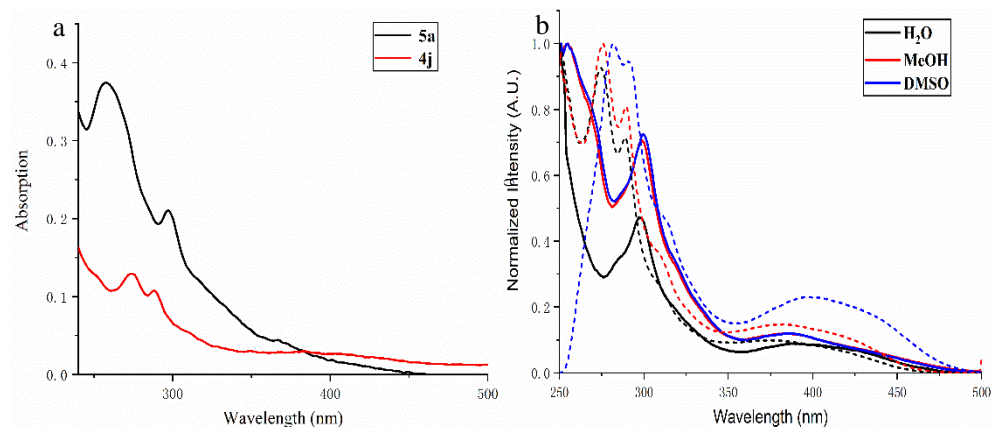 a
5a
4j
0.4
0.3
0.2
0.1
0.0
300
400
500
Absorption
Wavelength (nm)
b
H₂O
MeOH
DMSO
1.0
0.8
0.6
0.4
0.2
0.0
250
300
350
400
450
500
Normalized Intensity (A.U.)
Wavelength (nm)